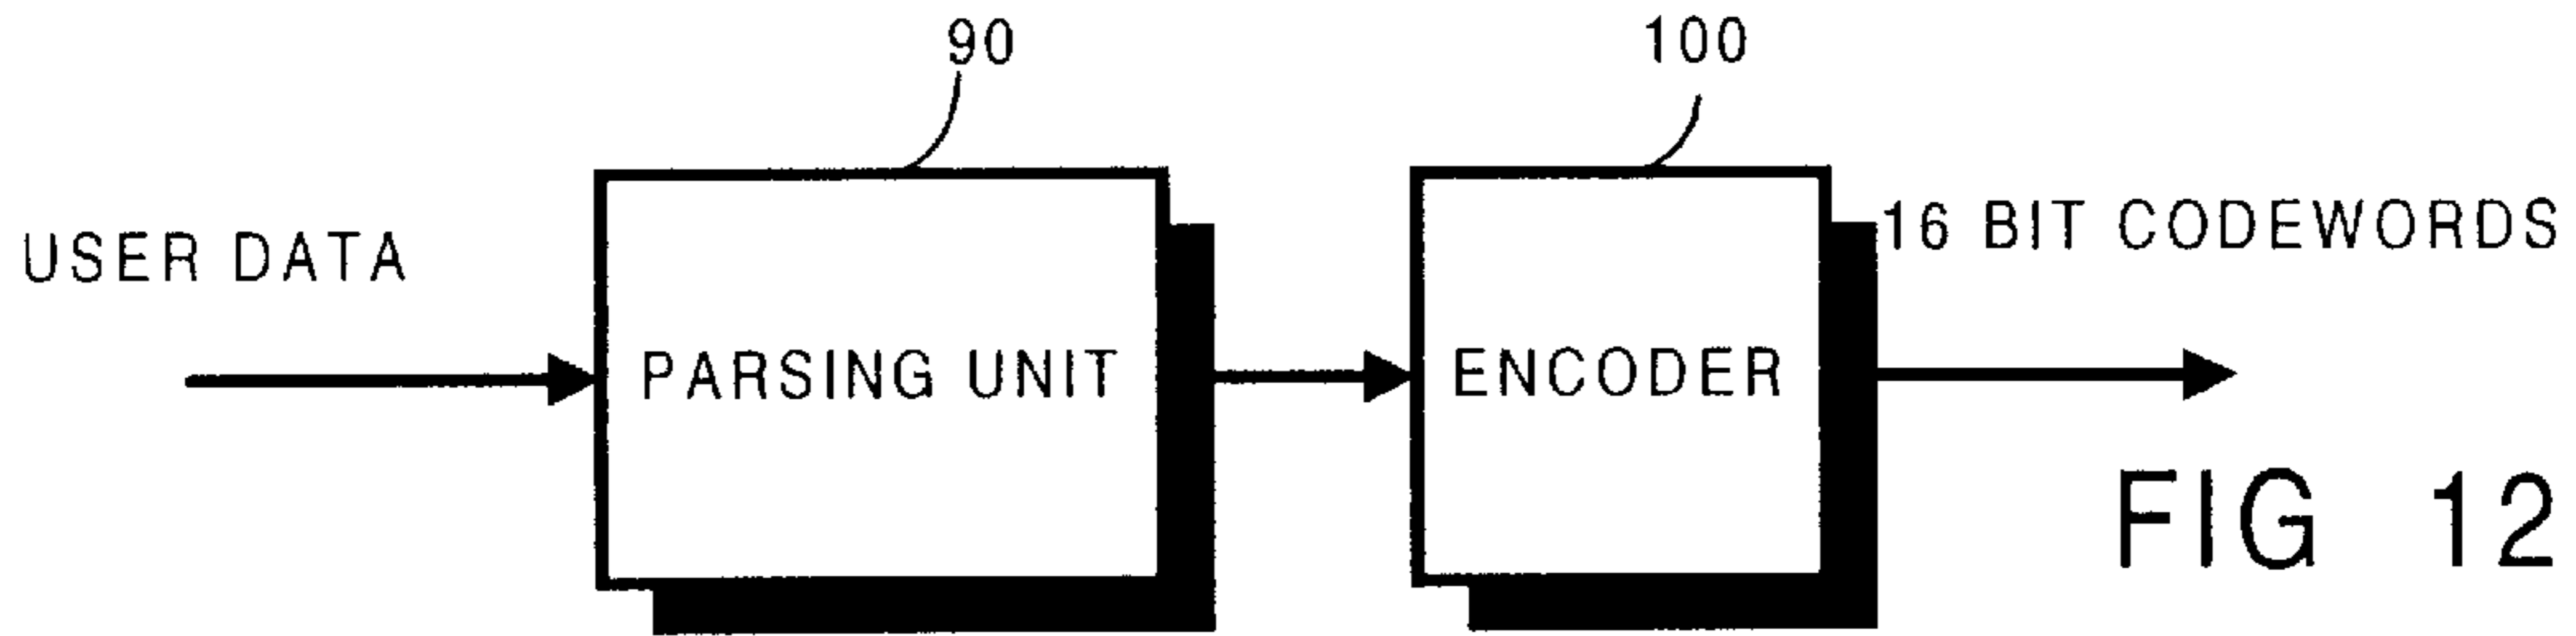 90
100
USER DATA
16 BIT CODEWORDS
PARSING UNIT
ENCODER
FIG 12